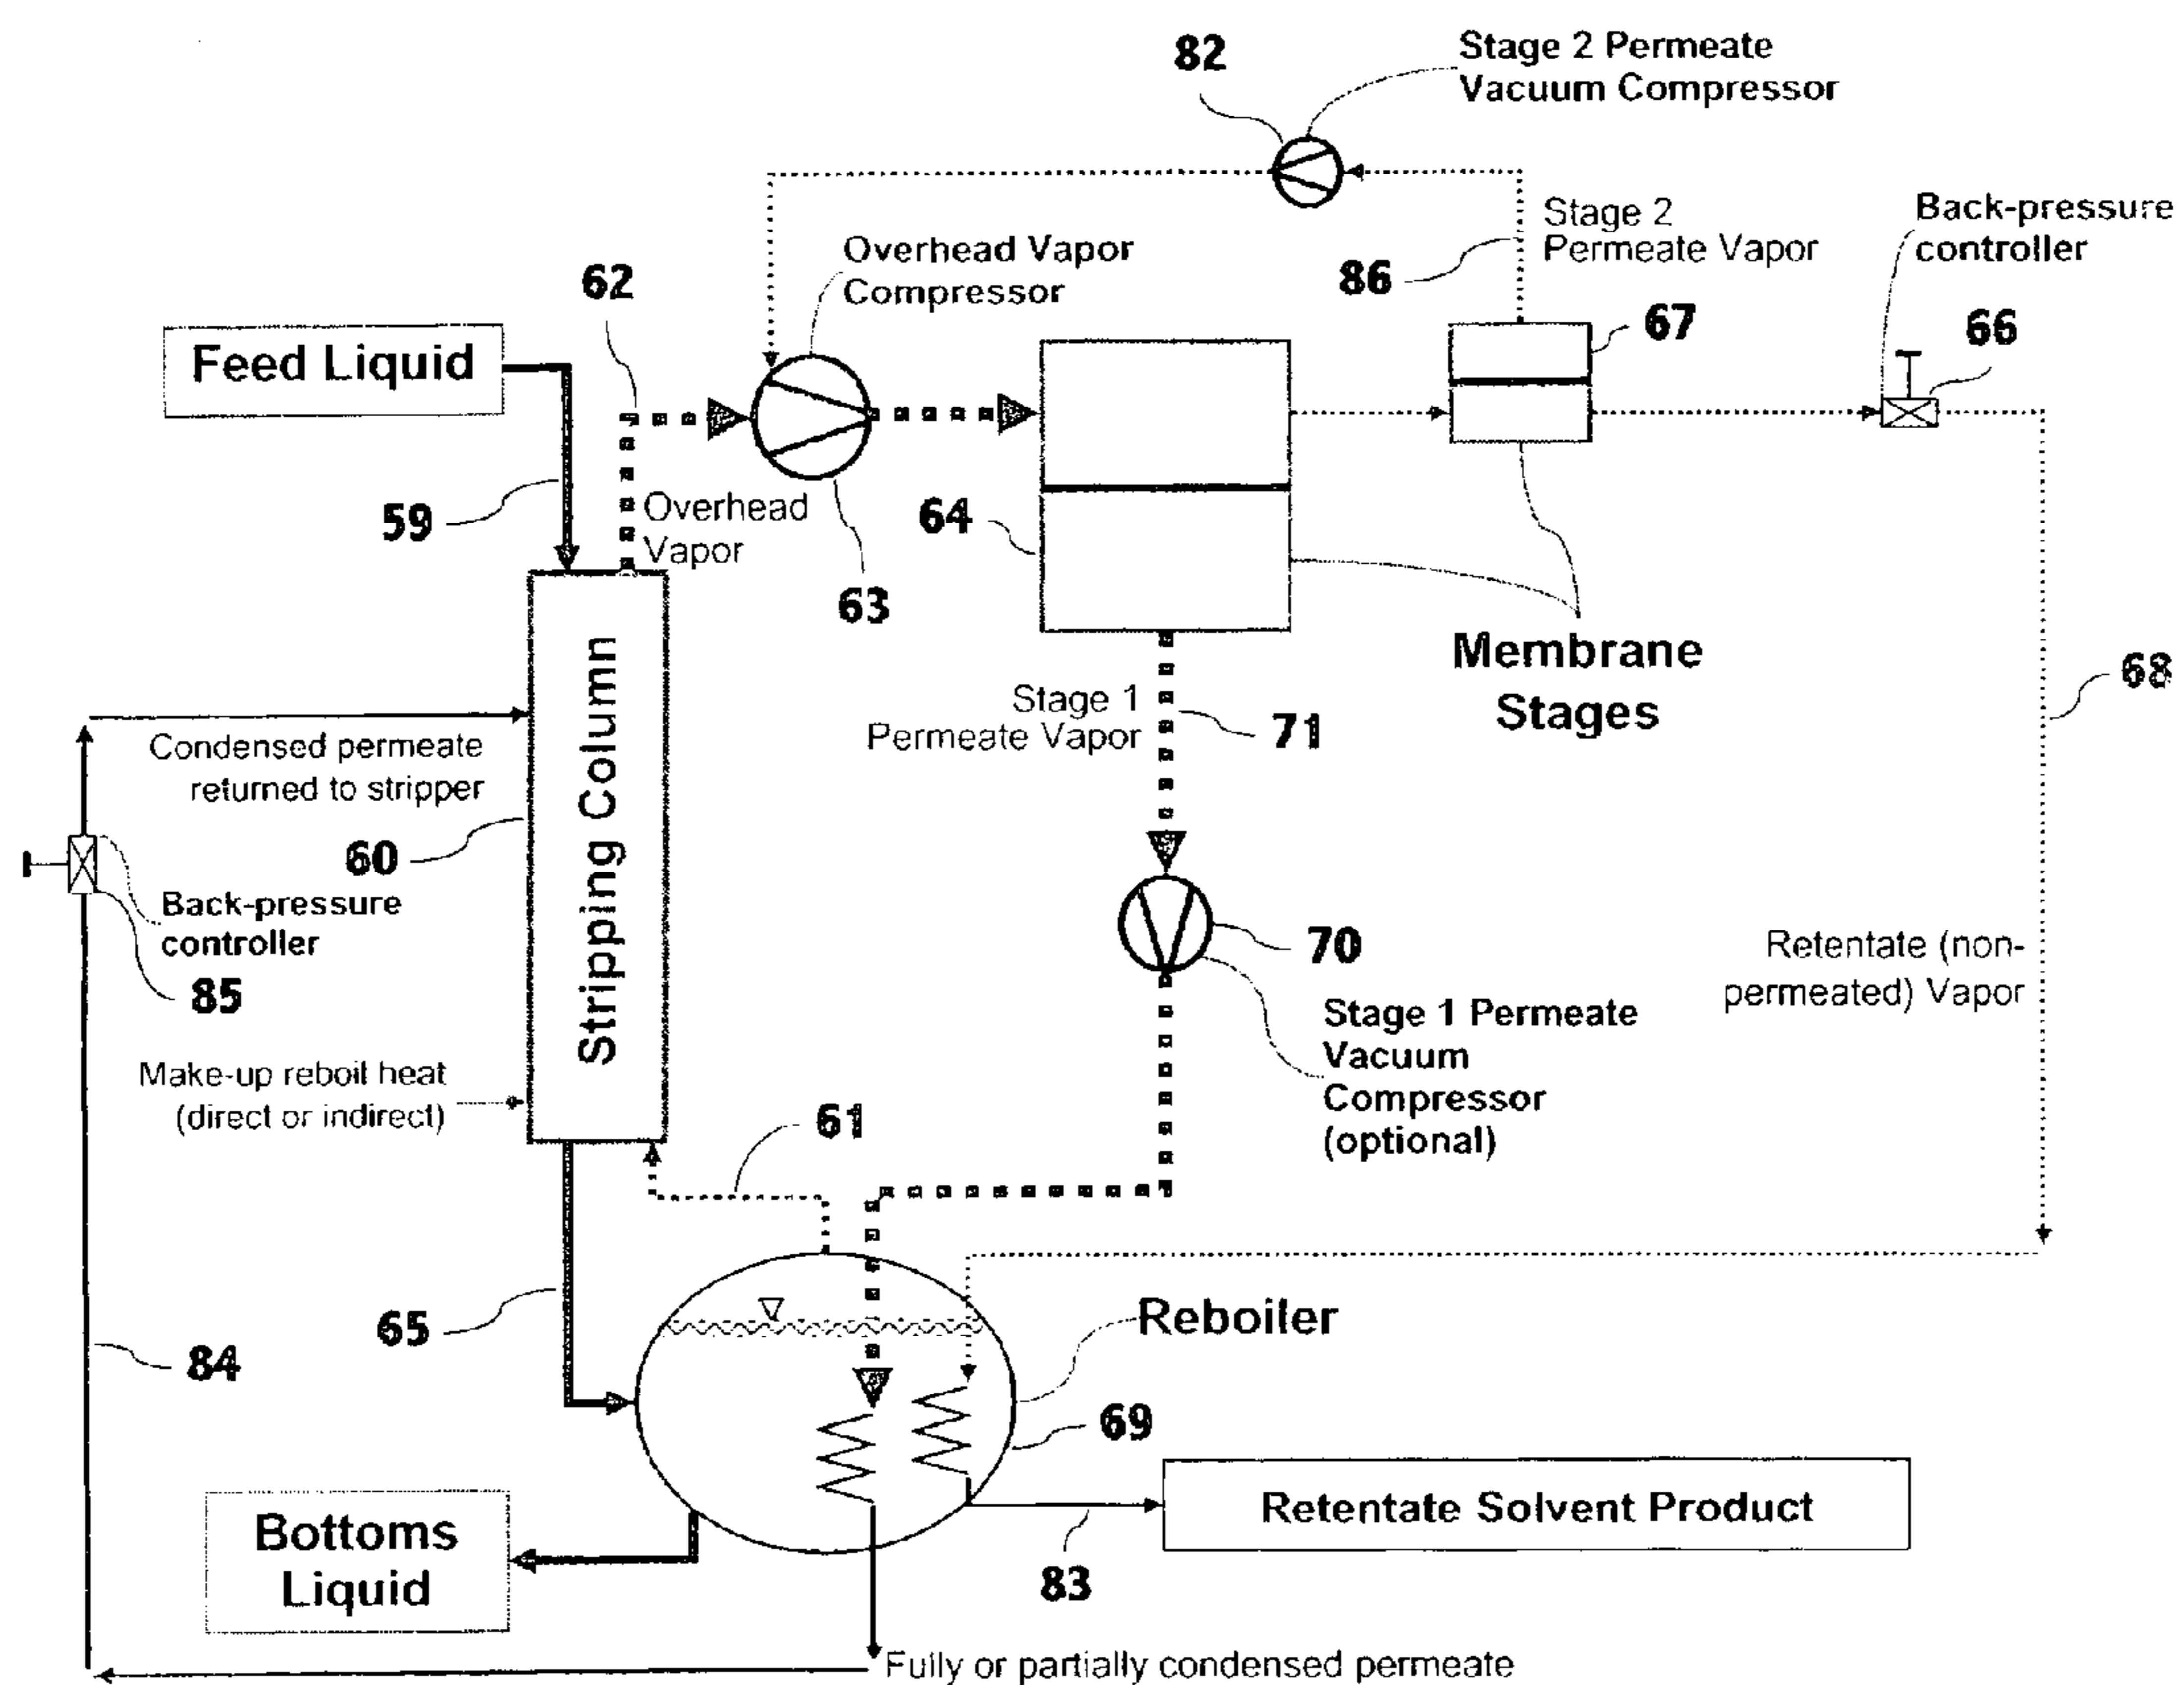 82
Stage 2 Permeate
Vacuum Compressor
Stage 2
Permeate Vapor
86
Back-pressure
controller
66
67
62
Overhead Vapor
Compressor
Feed Liquid
59
Overhead
Vapor
63
64
Membrane
Stages
68
Stage 1
Permeate Vapor
71
Condensed permeate
returned to stripper
60
Stripping Column
Back-pressure
controller
85
70
Stage 1 Permeate
Vacuum
Compressor
(optional)
Retentate (non-
permeated) Vapor
Make-up reboil heat
(direct or indirect)
61
65
84
Reboiler
69
Bottoms
Liquid
Retentate Solvent Product
83
Fully or partially condensed permeate